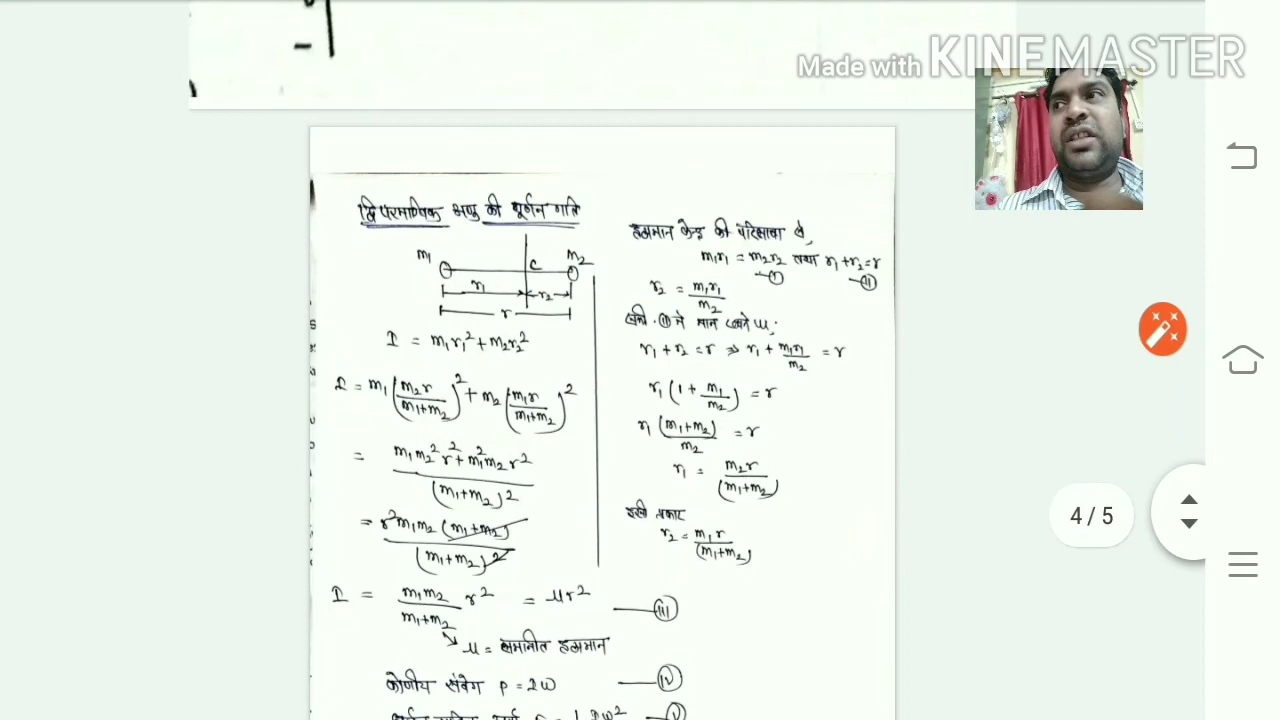 Made with KINEMASTER
द्विपरमाण्विक अणु की घूर्णन गति
m₁ m₂
C
r₁ r₂
r
I = m₁r₁² + m₂r₂²
I = m₁(m₂r/(m₁+m₂))² + m₂(m₁r/(m₁+m₂))²
= (m₁m₂²r² + m₁²m₂r²)/(m₁+m₂)²
= r²m₁m₂(m₁+m₂)/(m₁+m₂)²
I = m₁m₂/(m₁+m₂) r² = μr² —(iii)
μ = समानीत द्रव्यमान
कोणीय संवेग P = Iω —(iv)
—(v)
द्रव्यमान केन्द्र की परिभाषा से,
m₁r₁ = m₂r₂ तथा r₁+r₂=r
—(i) —(ii)
r₂ = m₁r₁/m₂
समी. (ii) में मान रखने पर,
r₁ + r₂ = r ⇒ r₁ + m₁r₁/m₂ = r
r₁(1 + m₁/m₂) = r
r₁(m₁+m₂)/m₂ = r
r₁ = m₂r/(m₁+m₂)
इसी प्रकार
r₂ = m₁r/(m₁+m₂)
4 / 5